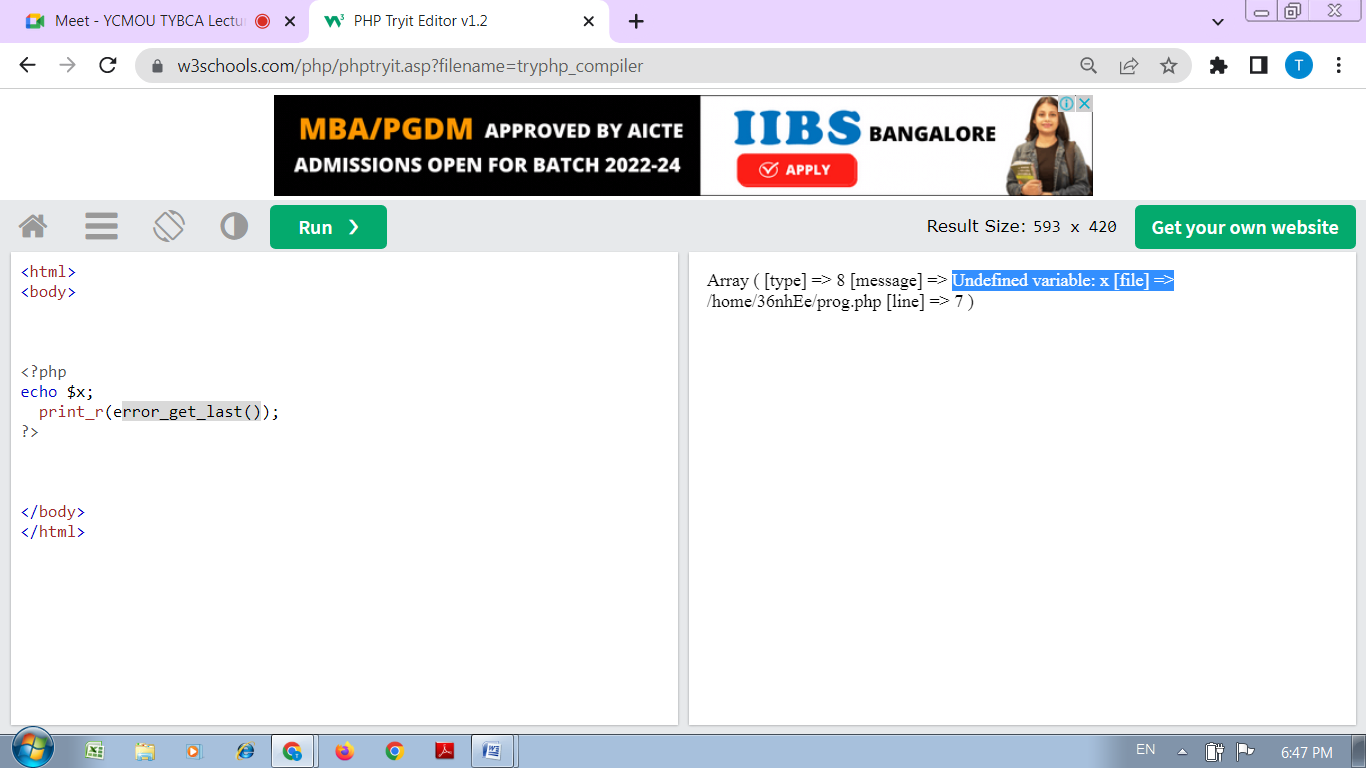 Meet - YCMOU TYBCA Lectu
PHP Tryit Editor v1.2
w3schools.com/php/phptryit.asp?filename=tryphp_compiler
T
MBA/PGDM APPROVED BY AICTE
ADMISSIONS OPEN FOR BATCH 2022-24
IIBS BANGALORE
APPLY
Run ❯
Result Size: 593 x 420
Get your own website
<html>
<body>
<?php
echo $x;
print_r(error_get_last());
?>
</body>
</html>
Array ( [type] => 8 [message] => Undefined variable: x [file] =>
/home/36nhEe/prog.php [line] => 7 )
EN
6:47 PM